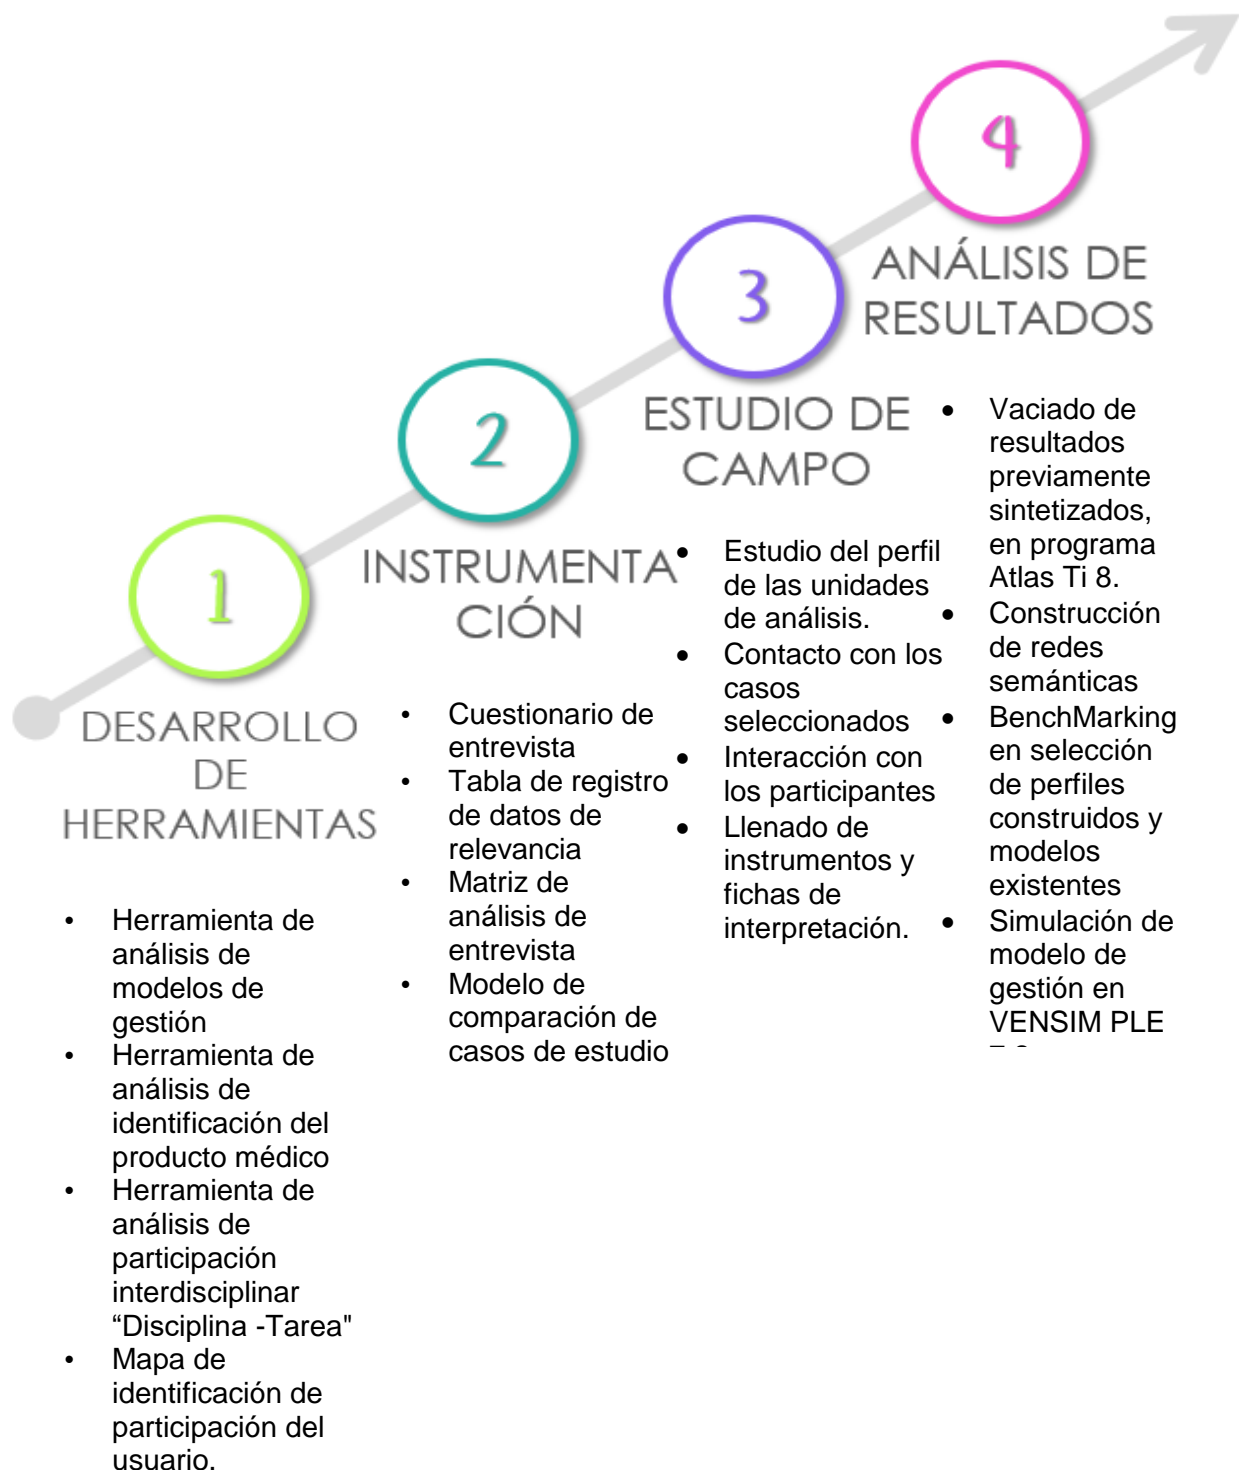 1
DESARROLLO
DE
HERRAMIENTAS
• Herramienta de
análisis de
modelos de
gestión
• Herramienta de
análisis de
identificación del
producto médico
• Herramienta de
análisis de
participación
interdisciplinar
“Disciplina -Tarea"
• Mapa de
identificación de
participación del
usuario.
2
INSTRUMENTA
CIÓN
• Cuestionario de
entrevista
• Tabla de registro
de datos de
relevancia
• Matriz de
análisis de
entrevista
• Modelo de
comparación de
casos de estudio
3
ESTUDIO DE
CAMPO
• Estudio del perfil
de las unidades
de análisis.
• Contacto con los
casos
seleccionados
• Interacción con
los participantes
• Llenado de
instrumentos y
fichas de
interpretación.
4
ANÁLISIS DE
RESULTADOS
• Vaciado de
resultados
previamente
sintetizados,
en programa
Atlas Ti 8.
• Construcción
de redes
semánticas
• BenchMarking
en selección
de perfiles
construidos y
modelos
existentes
• Simulación de
modelo de
gestión en
VENSIM PLE